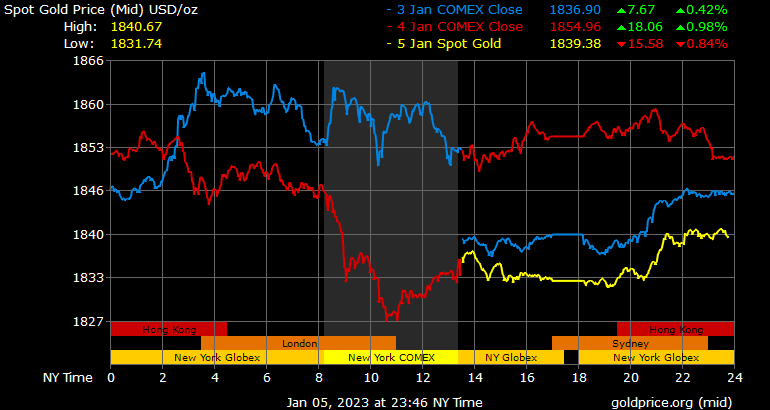 Spot Gold Price (Mid) USD/oz - 3 Jan COMEX Close 1836.90 ▲7.67 ▲0.42%
High: 1840.67 - 4 Jan COMEX Close 1854.96 ▲18.06 ▲0.98%
Low: 1831.74 - 5 Jan Spot Gold 1839.38 ▼15.58 ▼0.84%
1866
1860
1853
1846
1840
1833
1827
Hong Kong Hong Kong
London Sydney
New York Globex New York COMEX NY Globex New York Globex
NY Time 0 2 4 6 8 10 12 14 16 18 20 22 24
Jan 05, 2023 at 23:46 NY Time goldprice.org (mid)